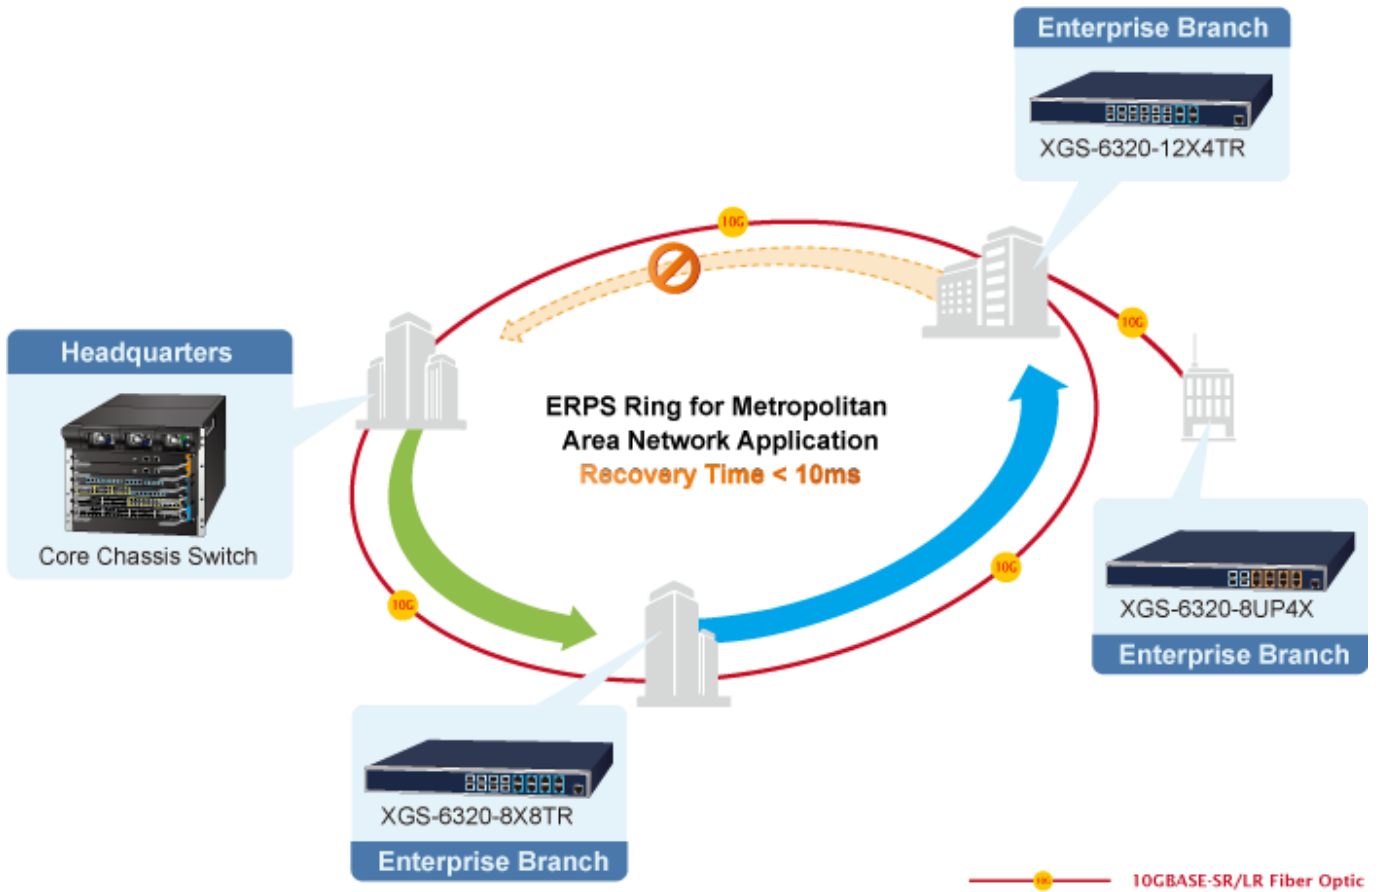 Enterprise Branch
XGS-6320-12X4TR
10G
10G
Headquarters
Core Chassis Switch
ERPS Ring for Metropolitan
Area Network Application
Recovery Time < 10ms
10G
10G
XGS-6320-8UP4X
Enterprise Branch
XGS-6320-8X8TR
Enterprise Branch
10G 10GBASE-SR/LR Fiber Optic